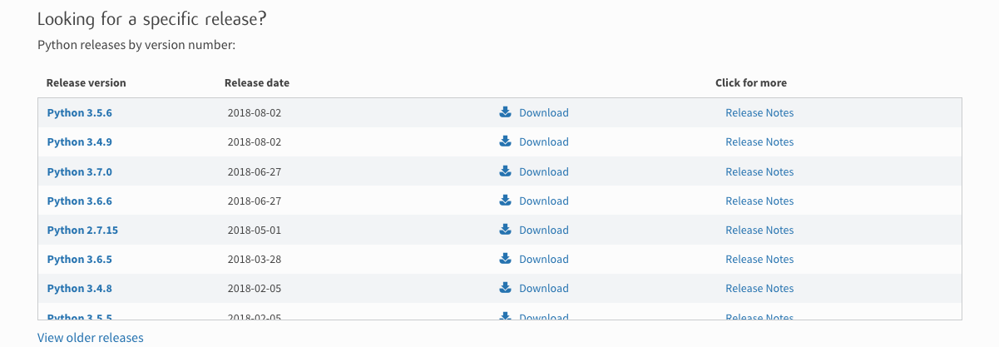 Looking for a specific release?
Python releases by version number:
Release version Release date Click for more
Python 3.5.6 2018-08-02 Download Release Notes
Python 3.4.9 2018-08-02 Download Release Notes
Python 3.7.0 2018-06-27 Download Release Notes
Python 3.6.6 2018-06-27 Download Release Notes
Python 2.7.15 2018-05-01 Download Release Notes
Python 3.6.5 2018-03-28 Download Release Notes
Python 3.4.8 2018-02-05 Download Release Notes
Python 3.5.5 2018-02-05 Download Release Notes
View older releases